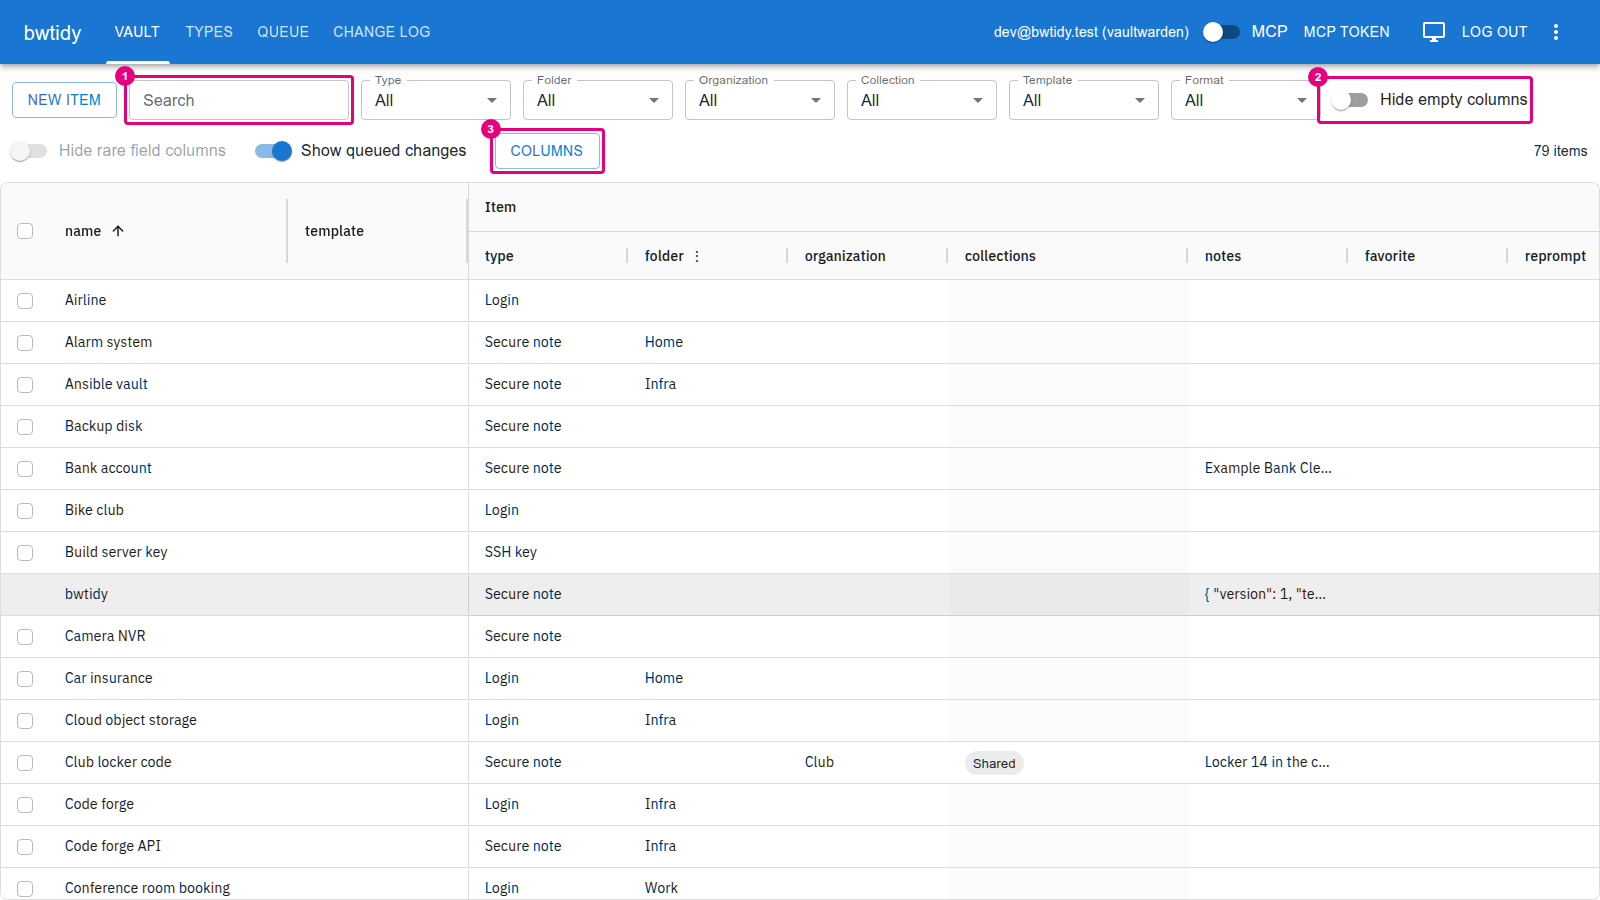 bwtidy VAULT TYPES QUEUE CHANGE LOG dev@bwtidy.test (vaultwarden) MCP MCP TOKEN LOG OUT
1 2
Type Folder Organization Collection Template Format
NEW ITEM Search All All All All All All Hide empty columns
3
Hide rare field columns Show queued changes COLUMNS 79 items
Item
name template
type folder organization collections notes favorite reprompt
Airline Login
Alarm system Secure note Home
Ansible vault Secure note Infra
Backup disk Secure note
Bank account Secure note Example Bank Cle...
Bike club Login
Build server key SSH key
bwtidy Secure note { "version": 1, "te...
Camera NVR Secure note
Car insurance Login Home
Cloud object storage Login Infra
Club locker code Secure note Club Shared Locker 14 in the c...
Code forge Login Infra
Code forge API Secure note Infra
Conference room booking Login Work